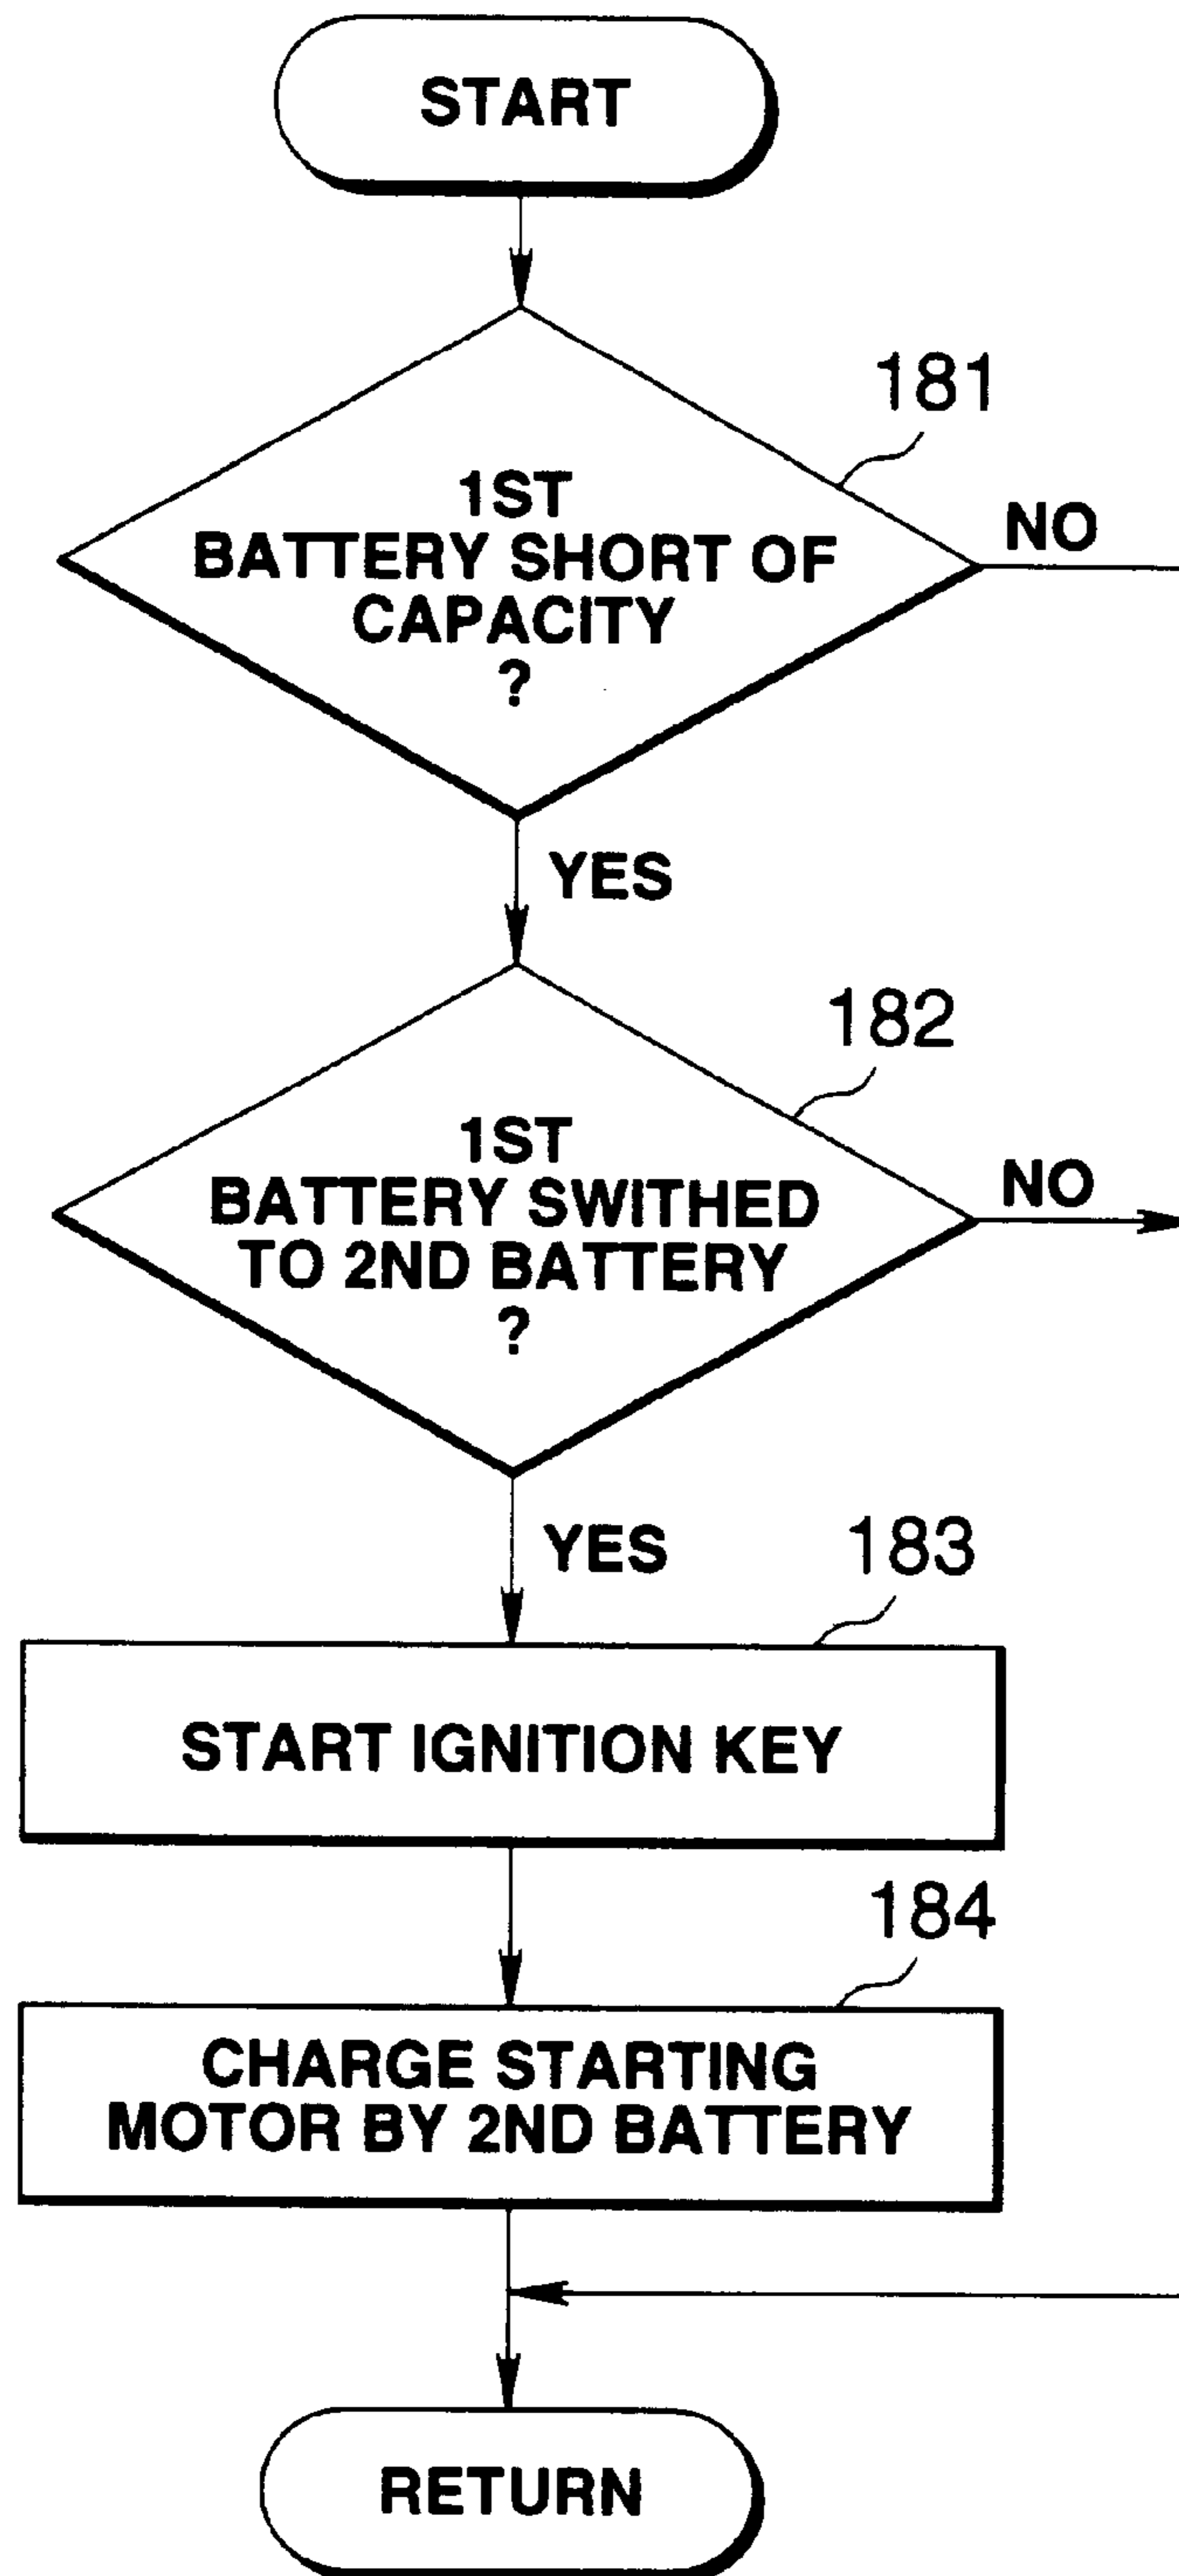 START
181
1ST
BATTERY SHORT OF
CAPACITY
?
NO
YES
182
1ST
BATTERY SWITHED
TO 2ND BATTERY
?
NO
YES
183
START IGNITION KEY
184
CHARGE STARTING
MOTOR BY 2ND BATTERY
RETURN